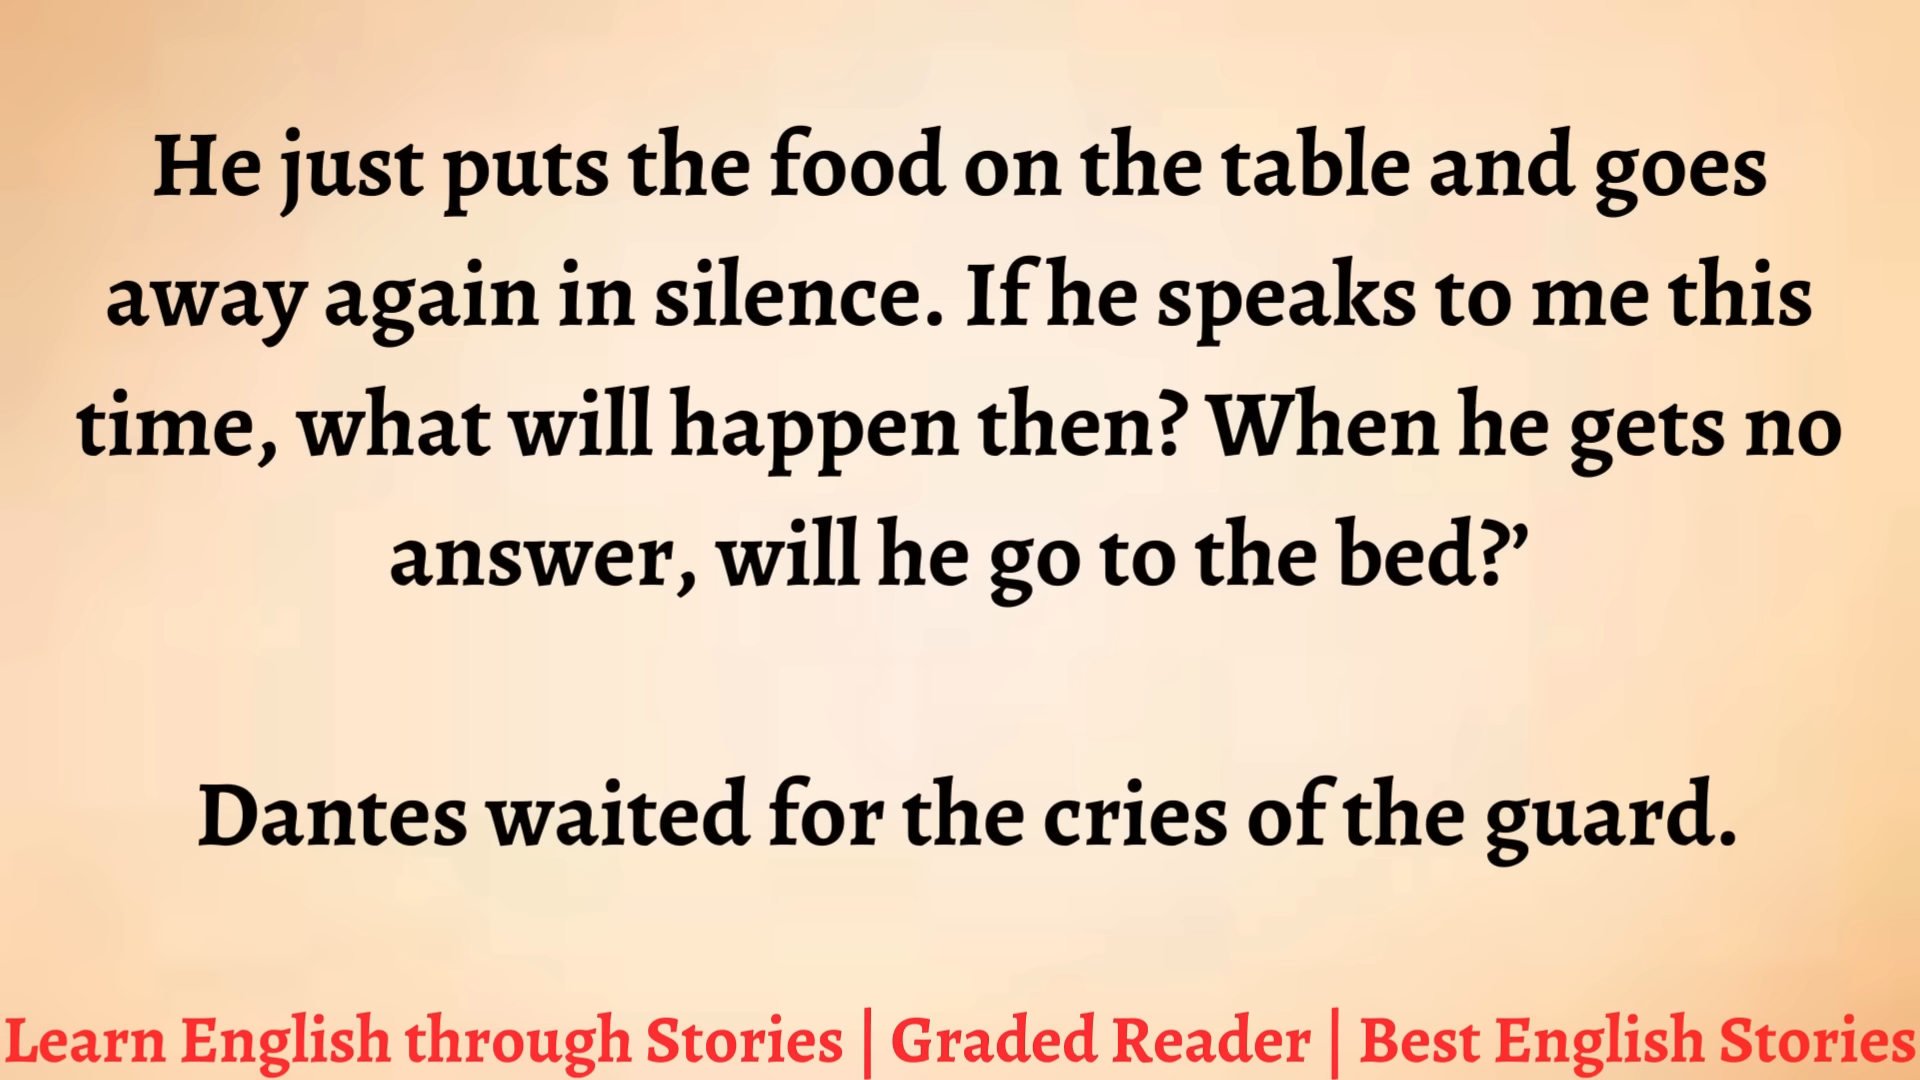 He just puts the food on the table and goes
away again in silence. If he speaks to me this
time, what will happen then? When he gets no
answer, will he go to the bed?’
Dantes waited for the cries of the guard.
Learn English through Stories | Graded Reader | Best English Stories